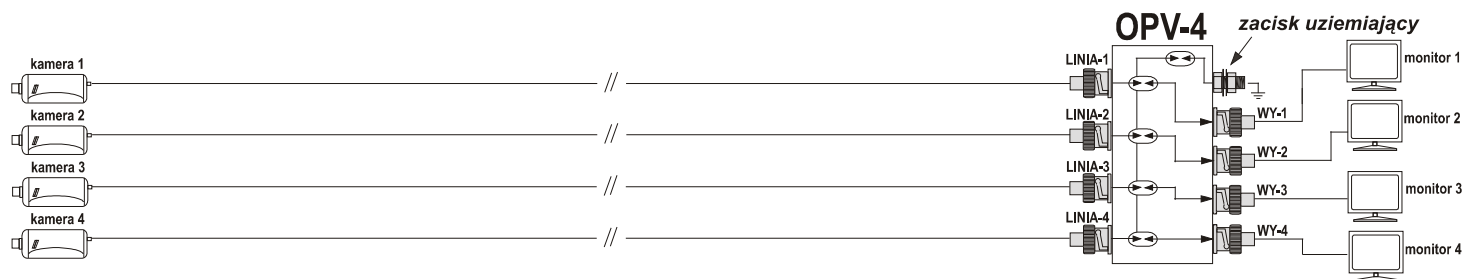 OPV-4
zacisk uziemiający
kamera 1
LINIA-1
monitor 1
kamera 2
LINIA-2
WY-1
monitor 2
kamera 3
LINIA-3
WY-2
kamera 4
LINIA-4
WY-3
monitor 3
WY-4
monitor 4